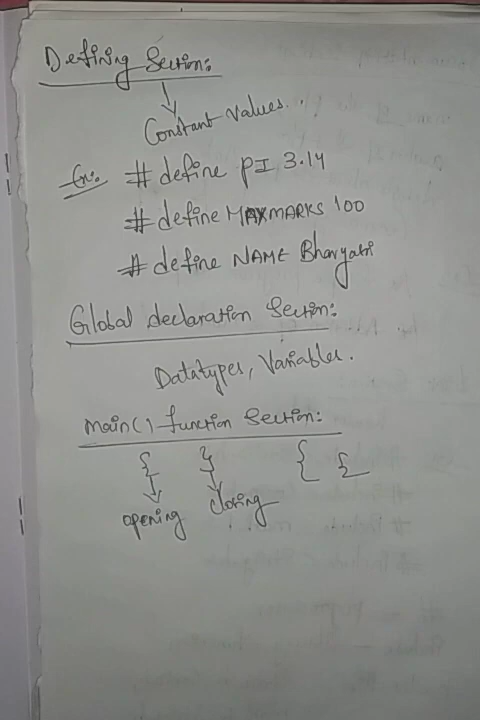 Defining Section:
Constant Values...
Ex:- # define PI 3.14
# define MAXMARKS 100
# define NAME Bhargabi
Global declaration Section:
Datatypes, Variables.
main() function Section:
{ } { {
opening closing